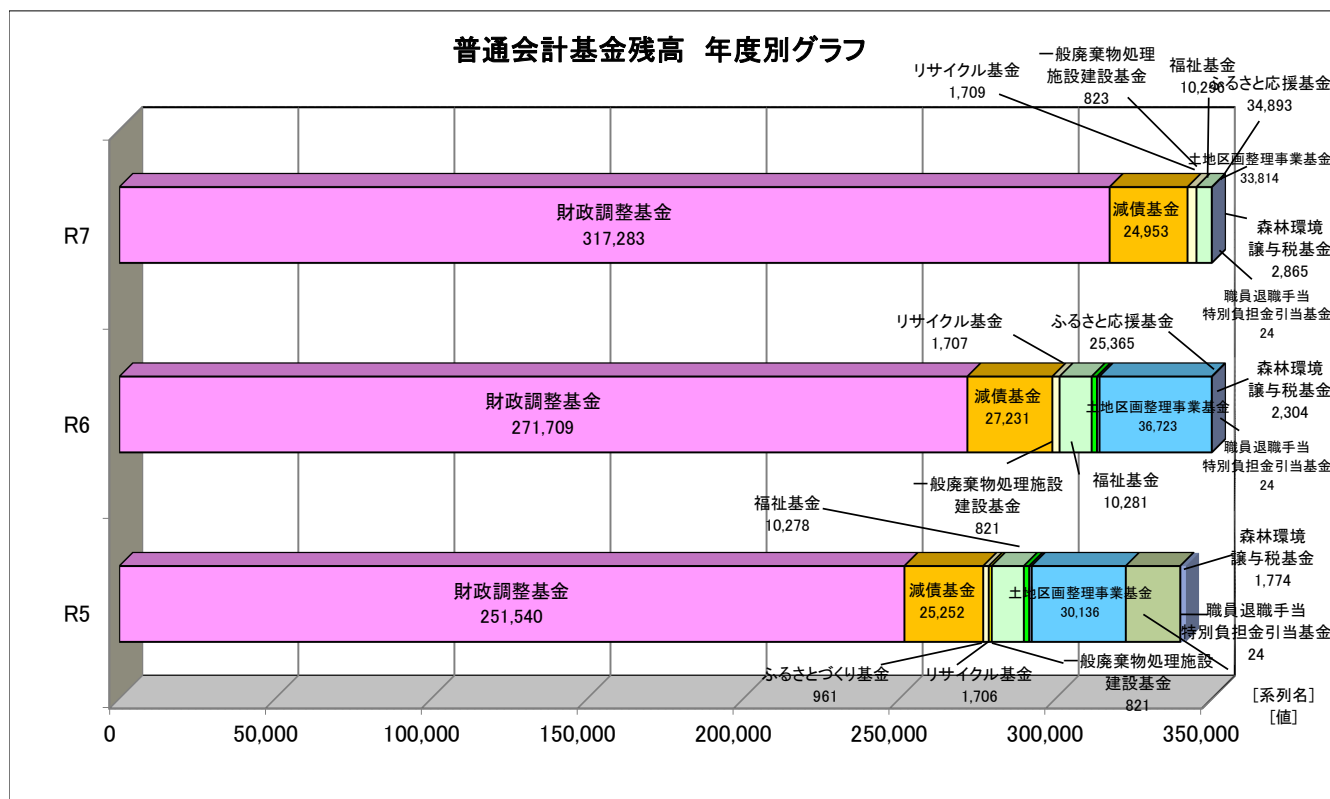 普通会計基金残高 年度別グラフ
リサイクル基金
1,709
一般廃棄物処理
施設建設基金
823
福祉基金
10,296
ふるさと応援基金
34,893
土地区画整理事業基金
33,814
R7
財政調整基金
317,283
減債基金
24,953
森林環境
譲与税基金
2,865
職員退職手当
特別負担金引当基金
24
リサイクル基金
1,707
ふるさと応援基金
25,365
R6
財政調整基金
271,709
減債基金
27,231
土地区画整理事業基金
36,723
森林環境
譲与税基金
2,304
職員退職手当
特別負担金引当基金
24
一般廃棄物処理施設
建設基金
821
福祉基金
10,281
福祉基金
10,278
R5
財政調整基金
251,540
減債基金
25,252
土地区画整理事業基金
30,136
森林環境
譲与税基金
1,774
職員退職手当
特別負担金引当基金
24
ふるさとづくり基金
961
リサイクル基金
1,706
一般廃棄物処理施設
建設基金
821
[系列名]
[値]
0
50,000
100,000
150,000
200,000
250,000
300,000
350,000